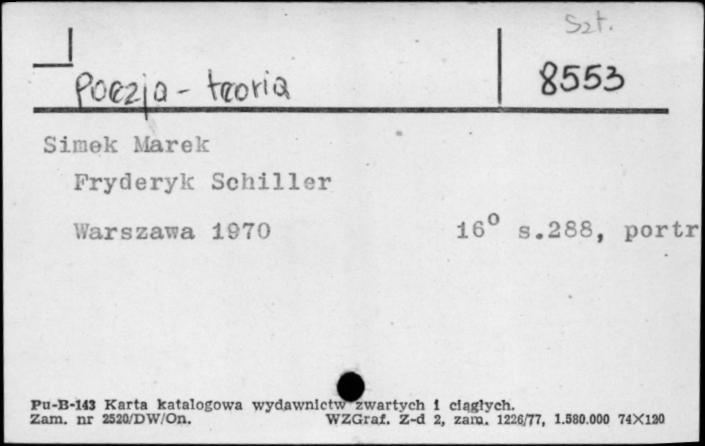 Szt.
Poezja - teoria
8553
Simek Marek
Fryderyk Schiller
Warszawa 1970 16⁰ s.288, portr
Pu-B-143 Karta katalogowa wydawnictw zwartych i ciągłych.
Zam. nr 2520/DW/On. WZGraf. Z-d 2, zam. 1226/77, 1.580.000 74X120